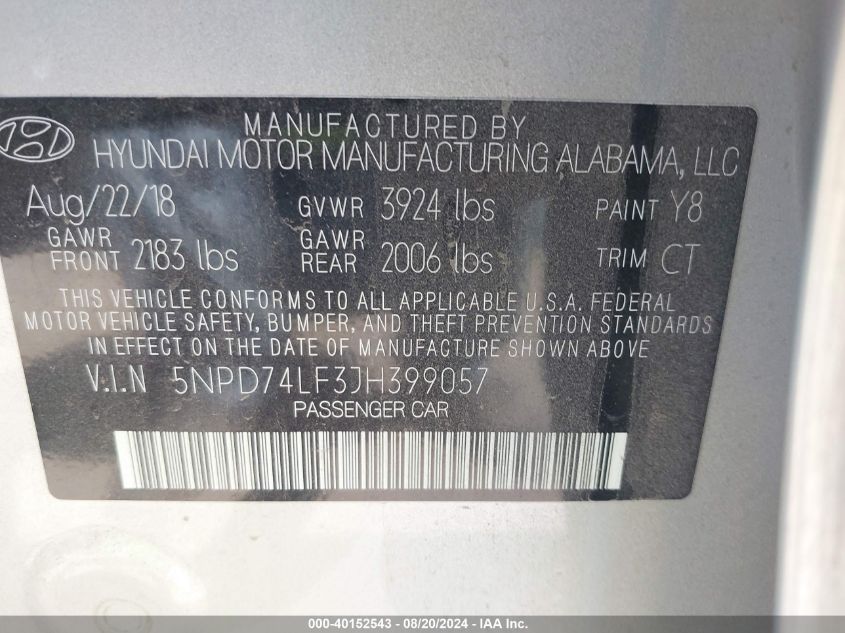 MANUFACTURED BY
HYUNDAI MOTOR MANUFACTURING ALABAMA, LLC
Aug/22/18 GVWR 3924 lbs PAINT Y8
GAWR FRONT 2183 lbs GAWR REAR 2006 lbs TRIM CT
THIS VEHICLE CONFORMS TO ALL APPLICABLE U.S.A. FEDERAL
MOTOR VEHICLE SAFETY, BUMPER, AND THEFT PREVENTION STANDARDS
IN EFFECT ON THE DATE OF MANUFACTURE SHOWN ABOVE.
V.I.N 5NPD74LF3JH399057
PASSENGER CAR
000-40152543 - 08/20/2024 - IAA, Inc.